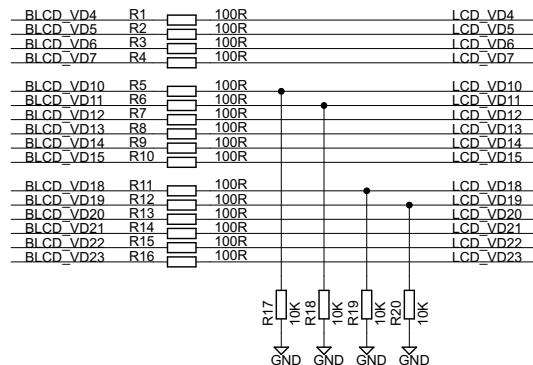 BLCD_VD4 R1 100R LCD_VD4
BLCD_VD5 R2 100R LCD_VD5
BLCD_VD6 R3 100R LCD_VD6
BLCD_VD7 R4 100R LCD_VD7
BLCD_VD10 R5 100R LCD_VD10
BLCD_VD11 R6 100R LCD_VD11
BLCD_VD12 R7 100R LCD_VD12
BLCD_VD13 R8 100R LCD_VD13
BLCD_VD14 R9 100R LCD_VD14
BLCD_VD15 R10 100R LCD_VD15
BLCD_VD18 R11 100R LCD_VD18
BLCD_VD19 R12 100R LCD_VD19
BLCD_VD20 R13 100R LCD_VD20
BLCD_VD21 R14 100R LCD_VD21
BLCD_VD22 R15 100R LCD_VD22
BLCD_VD23 R16 100R LCD_VD23
R17 10K R18 10K R19 10K R20 10K
GND GND GND GND